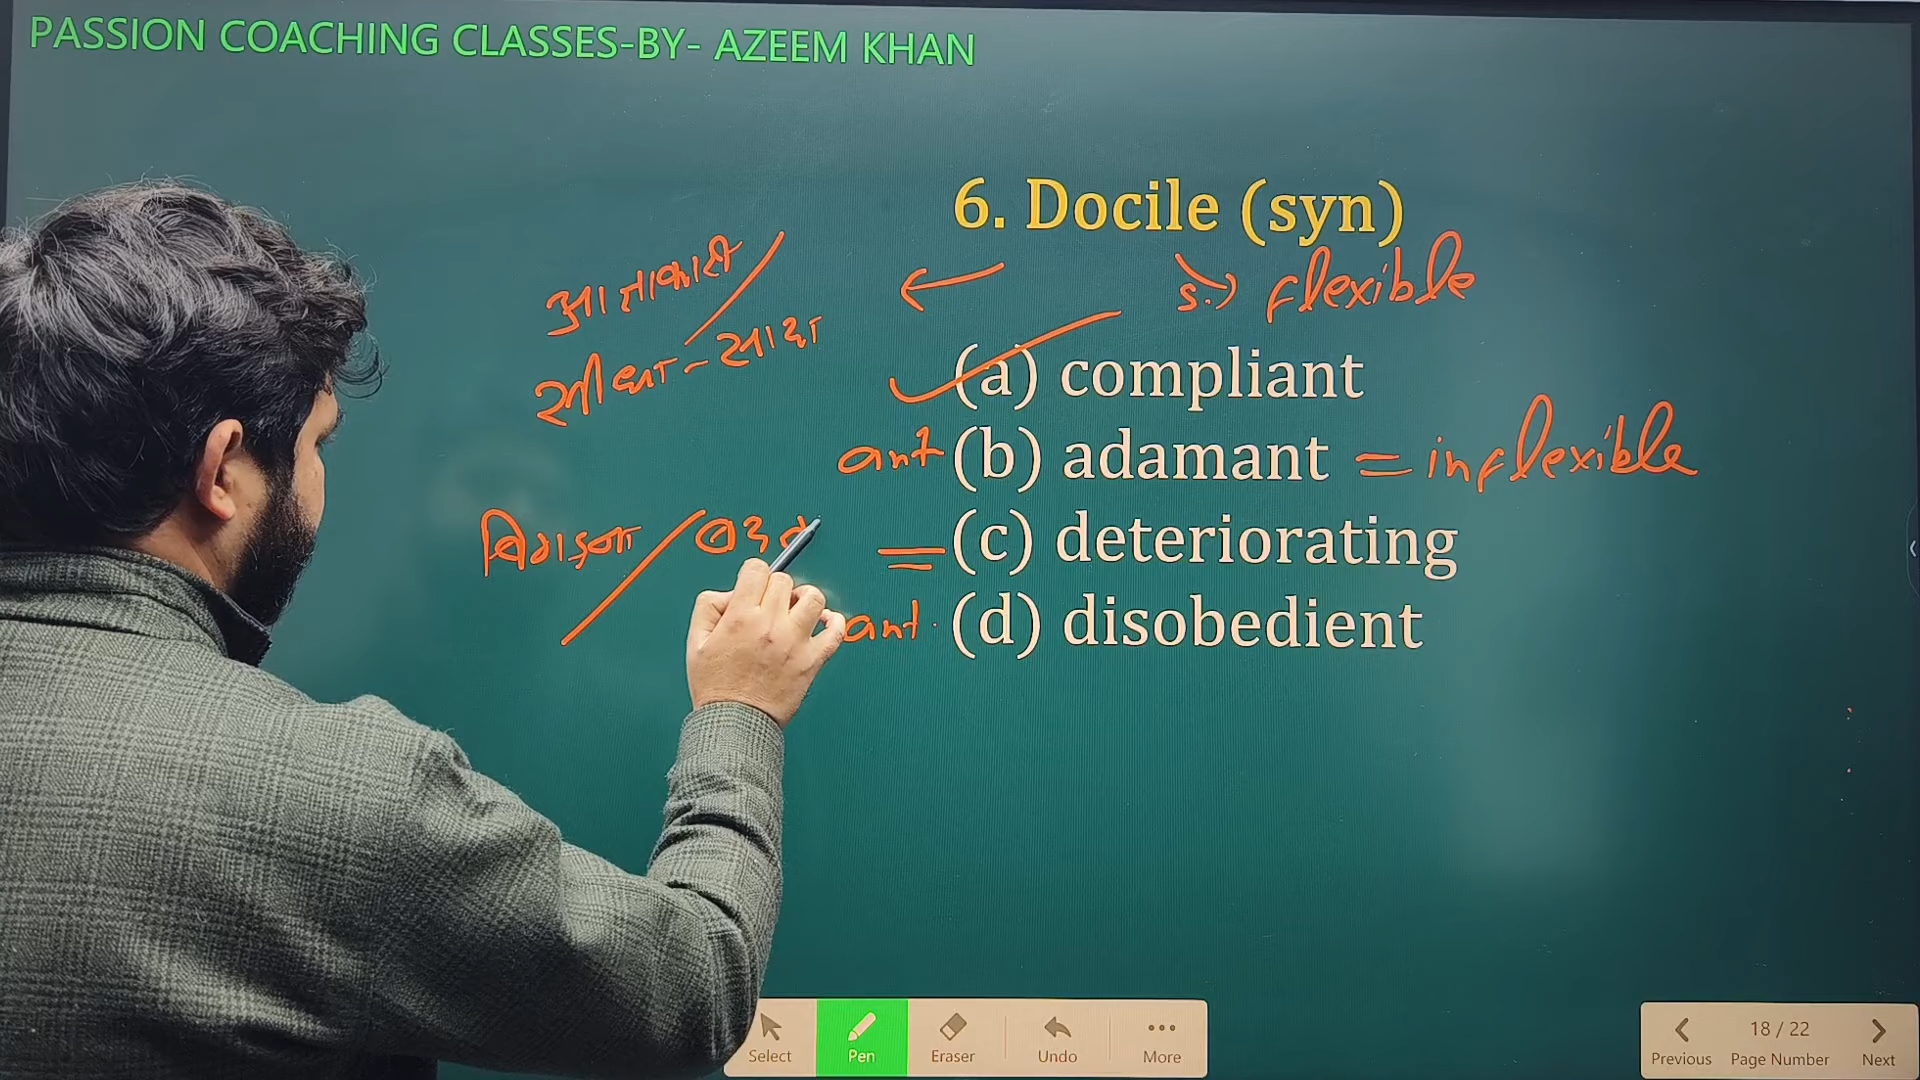 PASSION COACHING CLASSES-BY- AZEEM KHAN
6. Docile (syn)
आज्ञाकारी
s. flexible
सीधा-साधा
(a) compliant
ant (b) adamant = inflexible
बिगड़ना = (c) deteriorating
ant. (d) disobedient
Select Pen Eraser Undo More
18 / 22
Previous Page Number Next